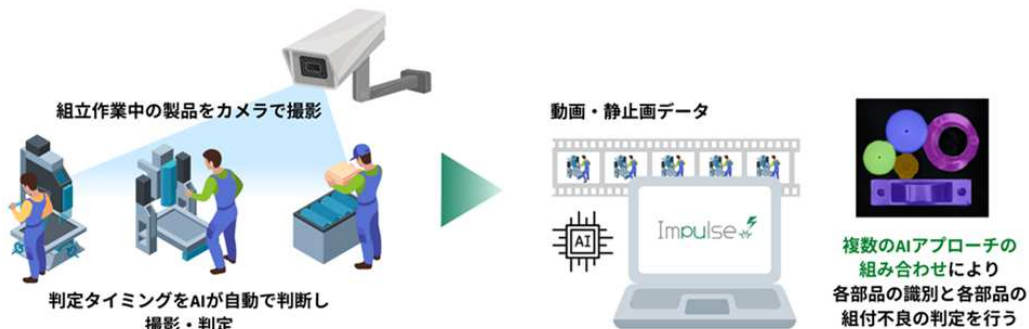 組立作業中の製品をカメラで撮影
判定タイミングをAIが自動で判断し
撮影・判定
動画・静止画データ
AI
Impulse
複数のAIアプローチの
組み合わせにより
各部品の識別と各部品の
組付不良の判定を行う